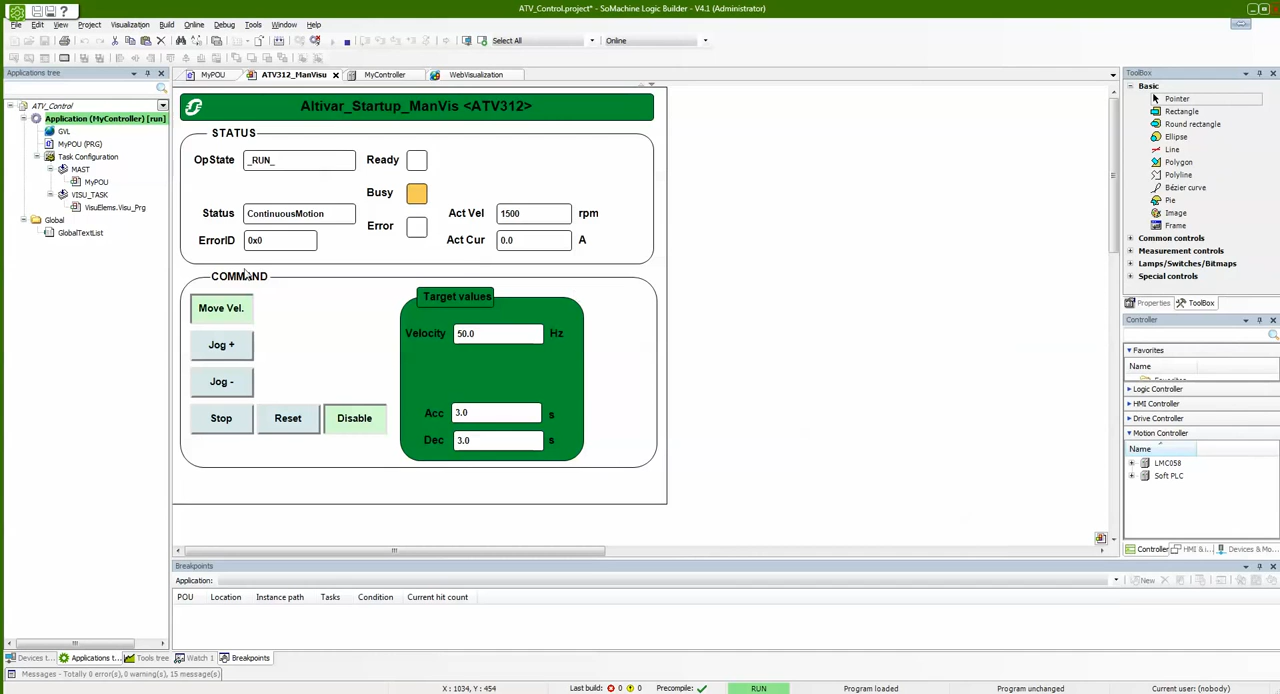 ATV_Control.project* - SoMachine Logic Builder - V4.1 (Administrator)
File Edit View Project Visualization Build Online Debug Tools Window Help
Select All Online
Applications tree
MyPOU ATV312_ManVisu MyController WebVisualization
ToolBox
ATV_Control
Application (MyController) [run]
GVL
MyPOU (PRG)
Task Configuration
MAST
MyPOU
VISU_TASK
VisuElems.Visu_Prg
Global
GlobalTextList
Altivar_Startup_ManVis <ATV312>
STATUS
OpState _RUN_ Ready
Busy
Status ContinuousMotion Act Vel 1500 rpm
Error
ErrorID 0x0 Act Cur 0.0 A
COMMAND
Move Vel.
Target values
Velocity 50.0 Hz
Jog +
Jog -
Acc 3.0 s
Stop Reset Disable
Dec 3.0 s
Basic
Pointer
Rectangle
Round rectangle
Ellipse
Line
Polygon
Polyline
Bézier curve
Pie
Image
Frame
Common controls
Measurement controls
Lamps/Switches/Bitmaps
Special controls
Properties ToolBox
Controller
Favorites
Name
Logic Controller
HMI Controller
Drive Controller
Motion Controller
Name
LMC058
Soft PLC
Controller HMI & i... Devices & Mo...
Breakpoints
Application: New
POU Location Instance path Tasks Condition Current hit count
Devices t... Applications t... Tools tree Watch 1 Breakpoints
Messages - Totally 0 error(s), 0 warning(s), 15 message(s)
X : 1034, Y : 454 Last build: 0 0 Precompile: RUN Program loaded Program unchanged Current user: (nobody)